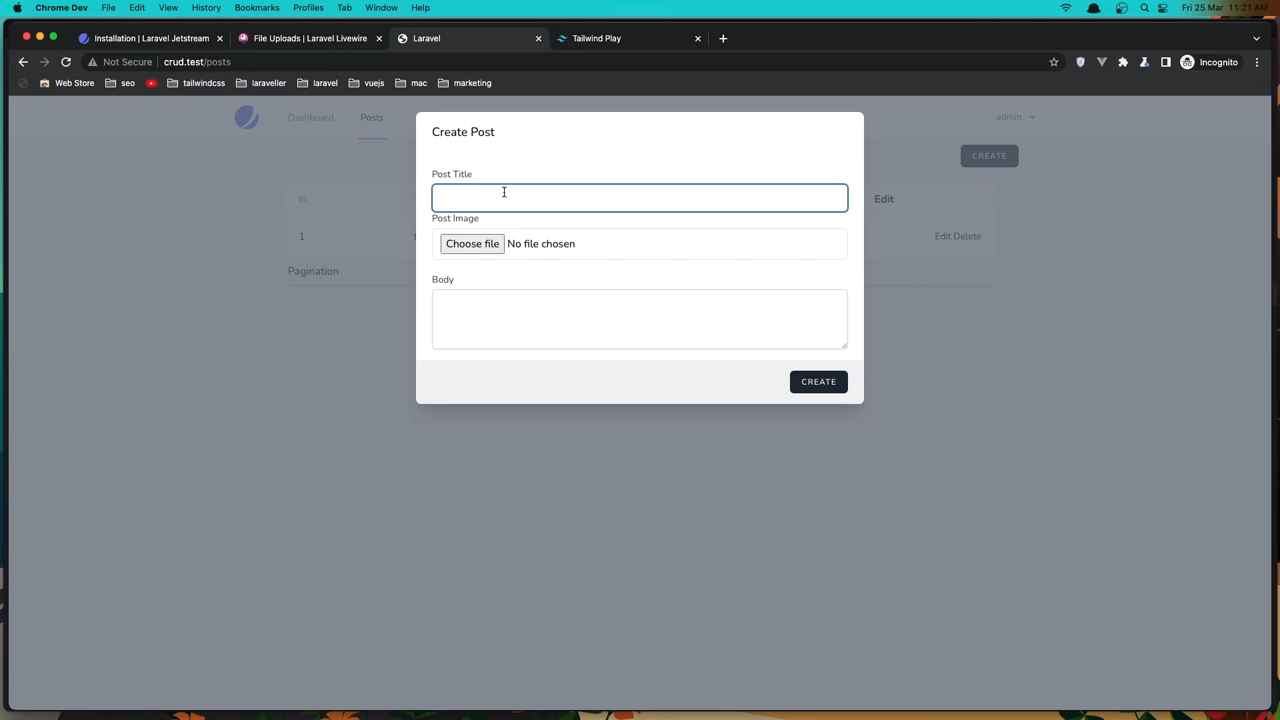 Chrome Dev File Edit View History Bookmarks Profiles Tab Window Help Fri 25 Mar 11:21 AM
Installation | Laravel Jetstream File Uploads | Laravel Livewire Laravel Tailwind Play
Not Secure crud.test/posts Incognito
Web Store seo tailwindcss laraveller laravel vuejs mac marketing
Dashboard Posts admin
CREATE
Create Post
Post Title
ID Edit
Post Image
1 Edit Delete
Choose file No file chosen
Pagination
Body
CREATE